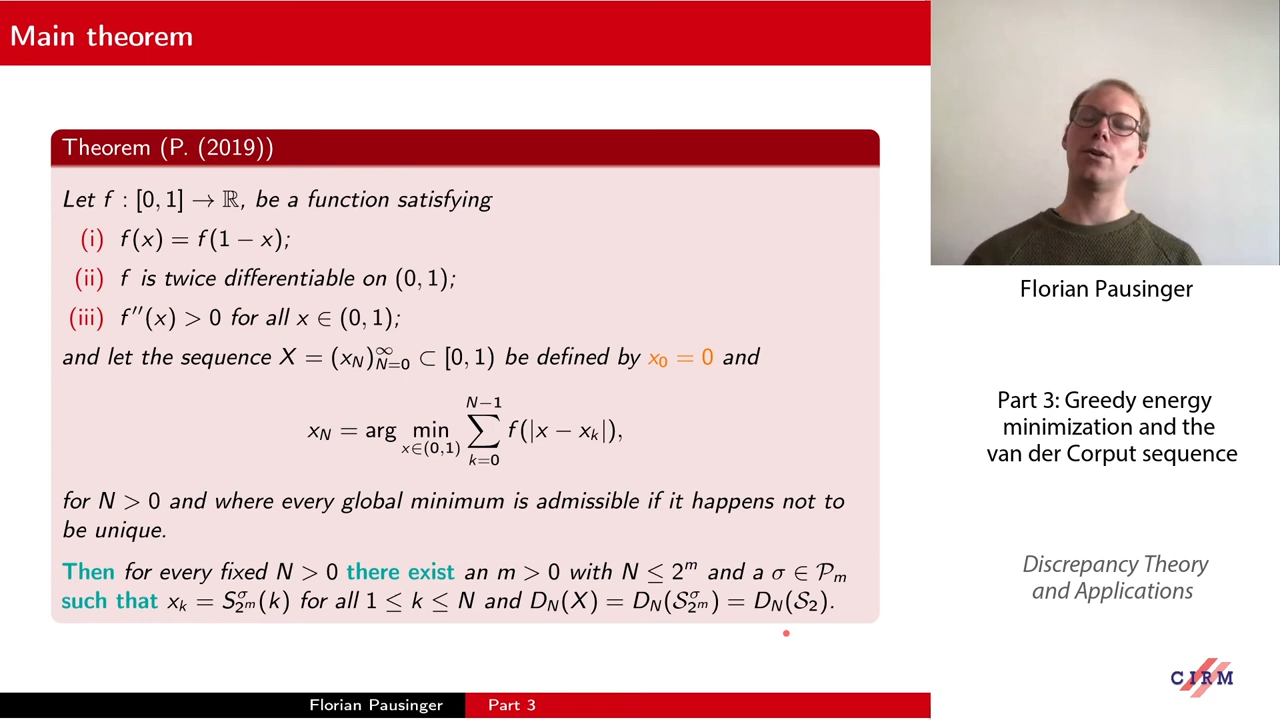 Main theorem
Theorem (P. (2019))
Let f : [0, 1] → ℝ, be a function satisfying
(i) f(x) = f(1 − x);
(ii) f is twice differentiable on (0, 1);
(iii) f′′(x) > 0 for all x ∈ (0, 1);
and let the sequence X = (x_N)_{N=0}^∞ ⊂ [0, 1) be defined by x_0 = 0 and
x_N = arg min_{x∈(0,1)} ∑_{k=0}^{N−1} f(|x − x_k|),
for N > 0 and where every global minimum is admissible if it happens not to
be unique.
Then for every fixed N > 0 there exist an m > 0 with N ≤ 2^m and a σ ∈ 𝒫_m
such that x_k = S_{2^m}^σ(k) for all 1 ≤ k ≤ N and D_N(X) = D_N(𝒮_{2^m}^σ) = D_N(𝒮_2).
Florian Pausinger
Part 3
Florian Pausinger
Part 3: Greedy energy
minimization and the
van der Corput sequence
Discrepancy Theory
and Applications
CIRM